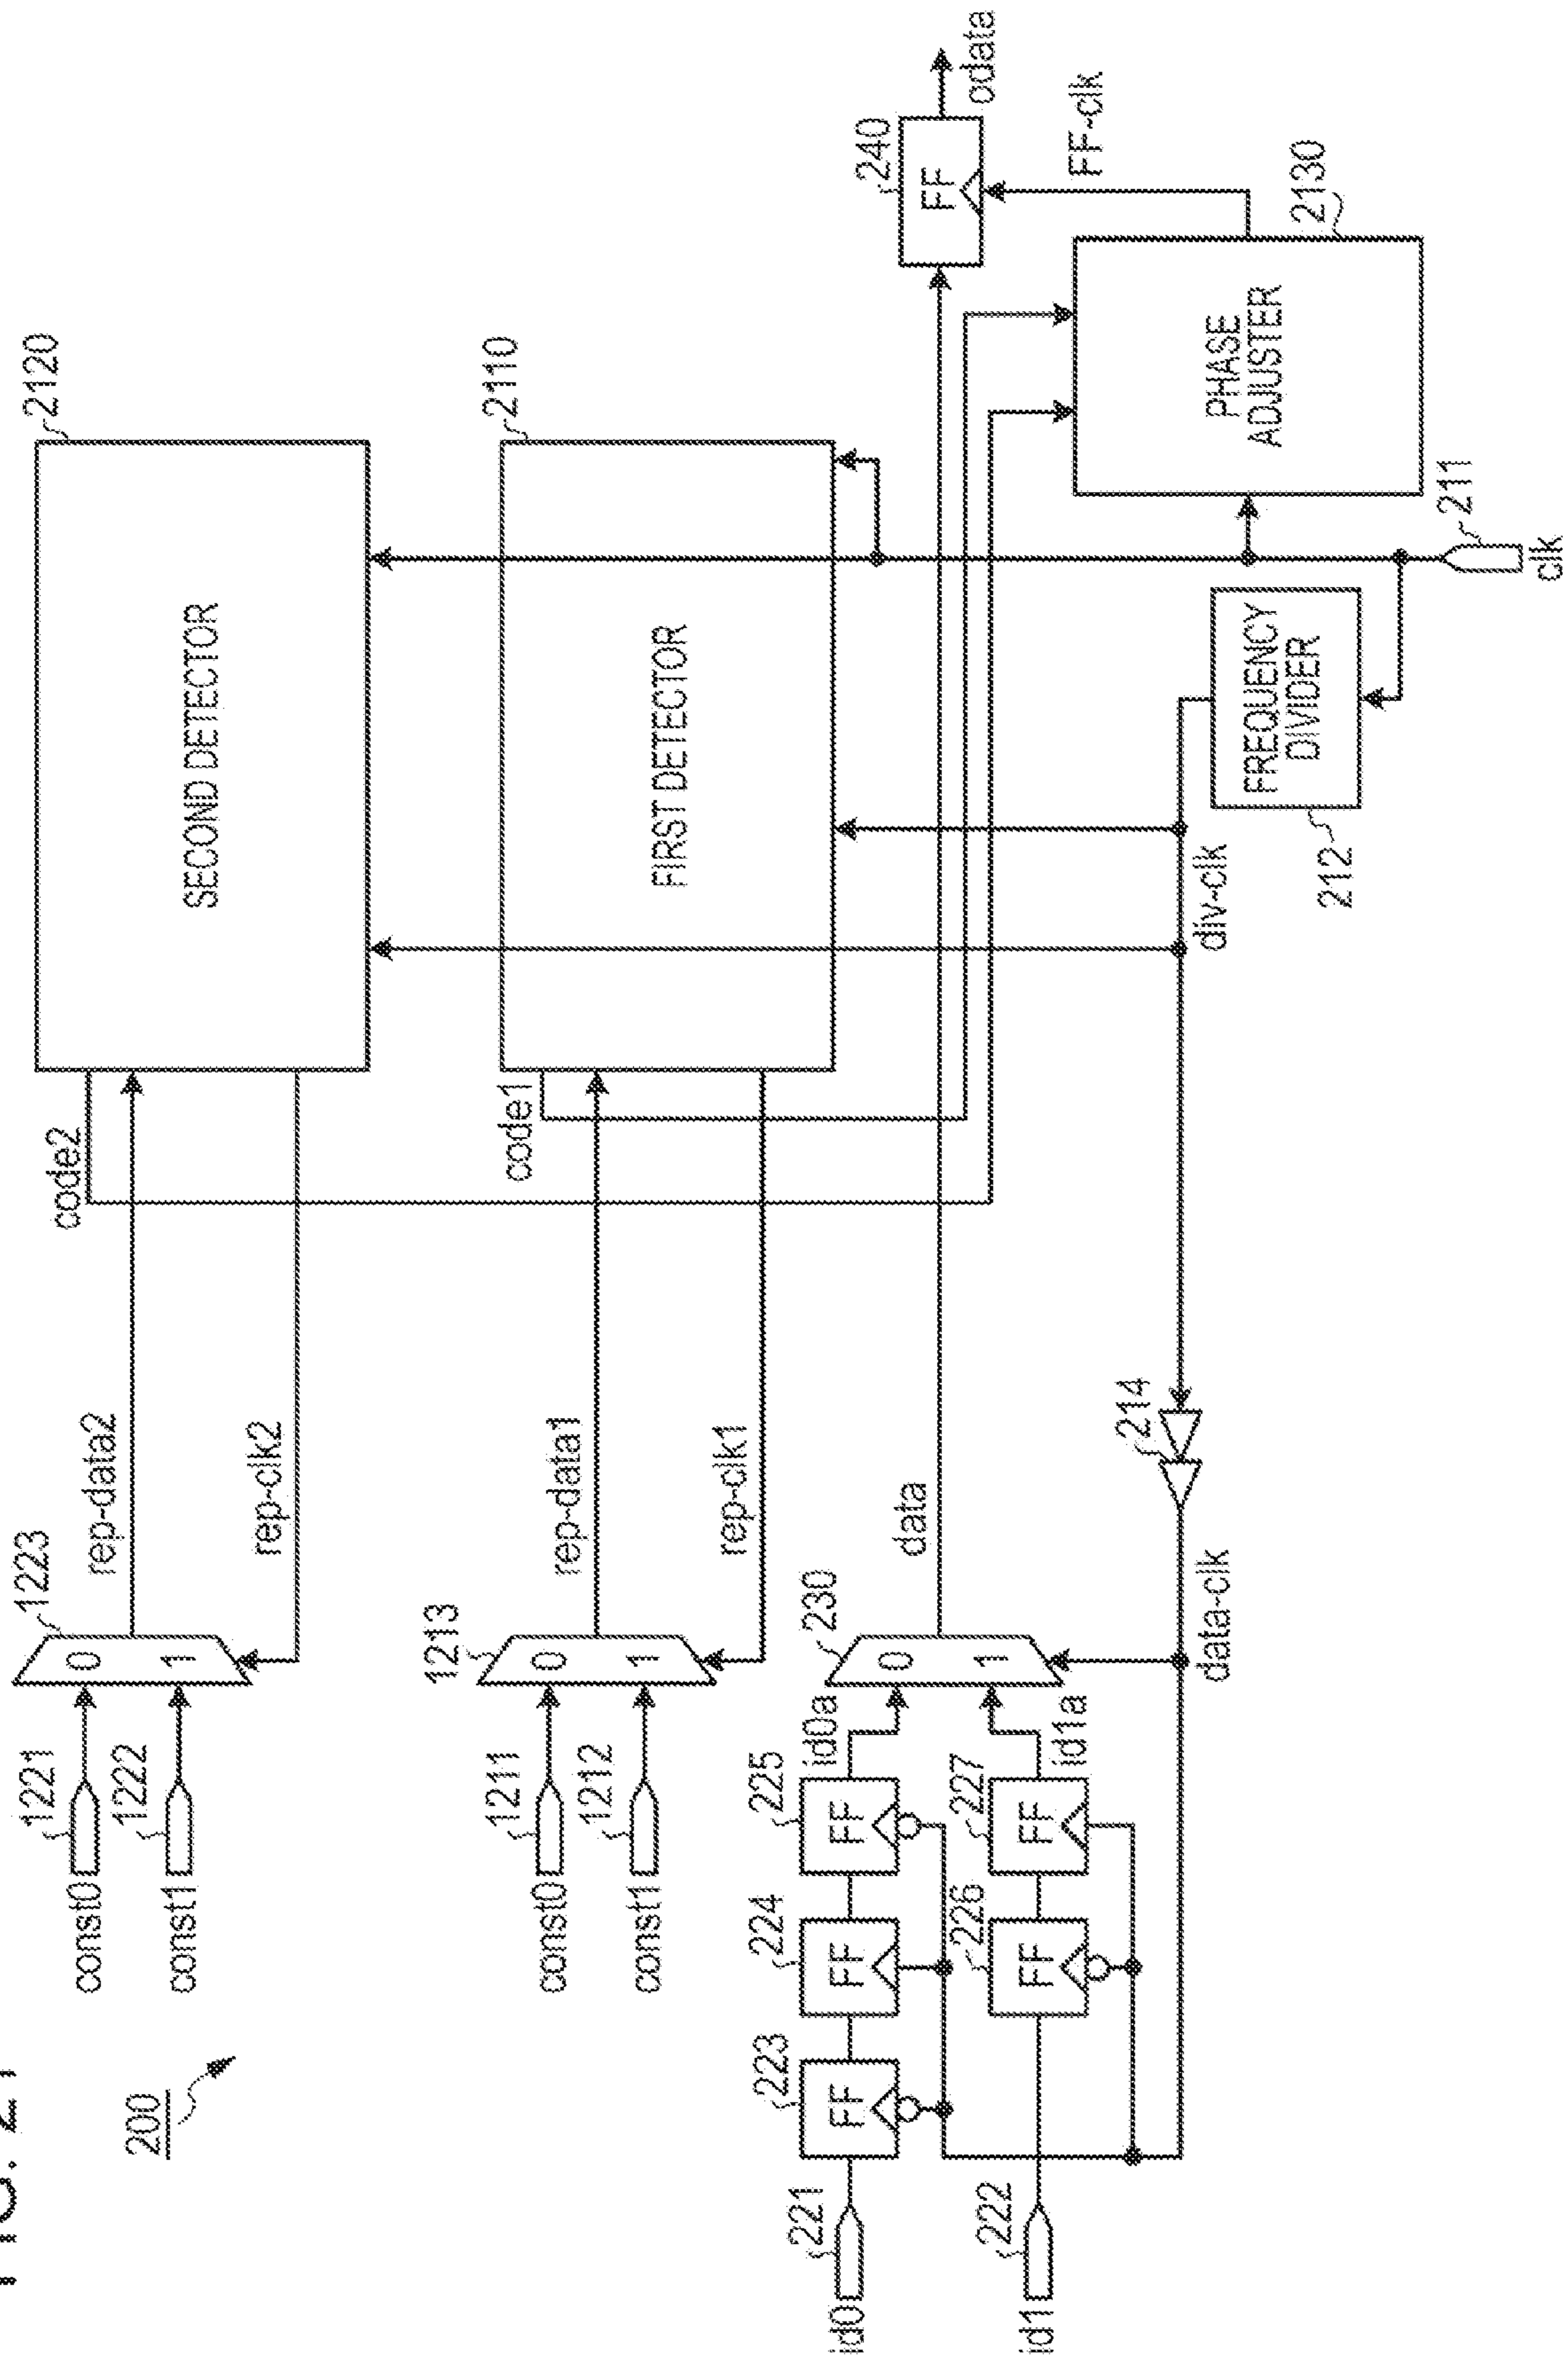 FIG. 21
200
1221
const0
1222
const1
1223
0
1
rep-data2
rep-clk2
code2
SECOND DETECTOR
2120
1211
const0
1212
const1
1213
0
1
rep-data1
rep-clk1
code1
FIRST DETECTOR
2110
221
id0
223
FF
224
FF
225
FF
id0a
222
id1
226
FF
227
FF
id1a
230
0
1
data
240
FF
odata
FF-clk
data-clk
214
div-clk
212
FREQUENCY
DIVIDER
PHASE
ADJUSTER
2130
211
clk